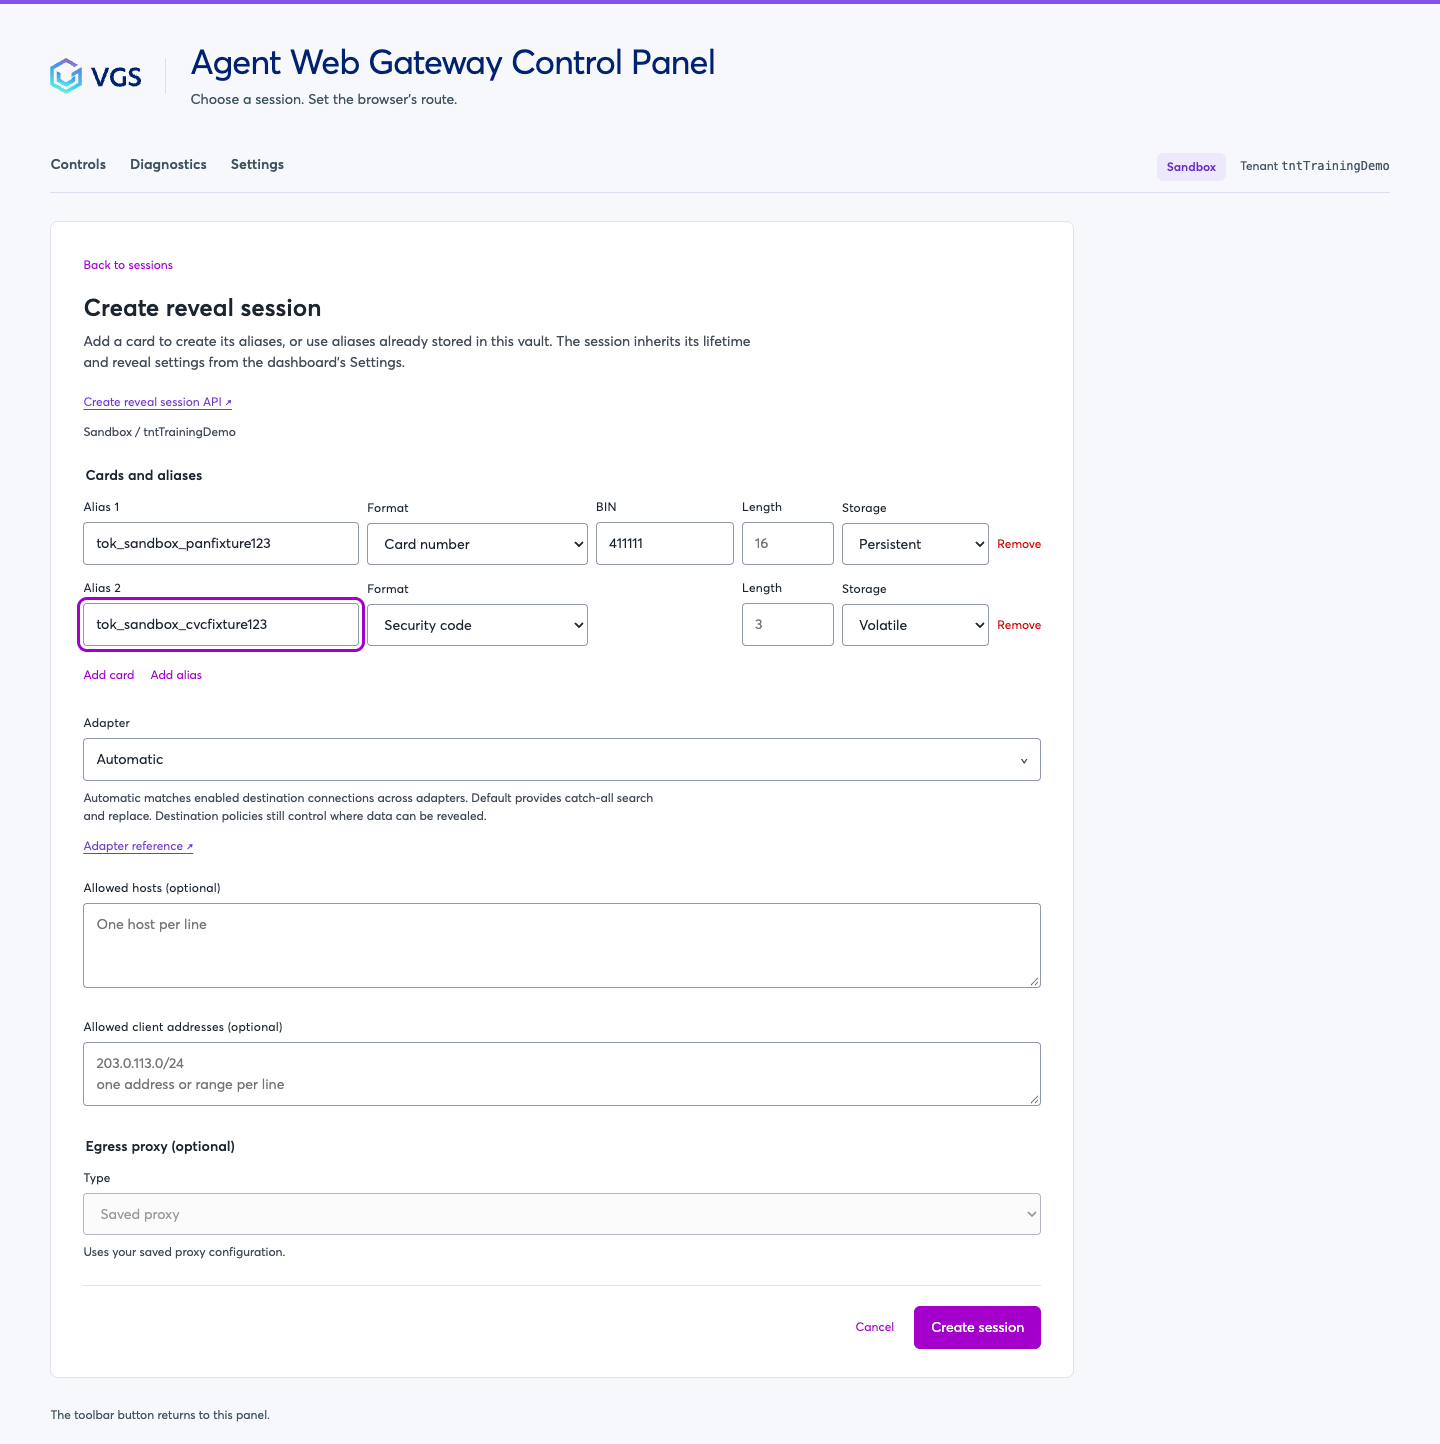 VGS
Agent Web Gateway Control Panel
Choose a session. Set the browser's route.
Controls
Diagnostics
Settings
Sandbox
Tenant tntTrainingDemo
Back to sessions
Create reveal session
Add a card to create its aliases, or use aliases already stored in this vault. The session inherits its lifetime
and reveal settings from the dashboard's Settings.
Create reveal session API ↗
Sandbox / tntTrainingDemo
Cards and aliases
Alias 1
Format
BIN
Length
Storage
tok_sandbox_panfixture123
Card number
411111
16
Persistent
Remove
Alias 2
Format
Length
Storage
tok_sandbox_cvcfixture123
Security code
3
Volatile
Remove
Add card
Add alias
Adapter
Automatic
Automatic matches enabled destination connections across adapters. Default provides catch-all search
and replace. Destination policies still control where data can be revealed.
Adapter reference ↗
Allowed hosts (optional)
One host per line
Allowed client addresses (optional)
203.0.113.0/24
one address or range per line
Egress proxy (optional)
Type
Saved proxy
Uses your saved proxy configuration.
Cancel
Create session
The toolbar button returns to this panel.